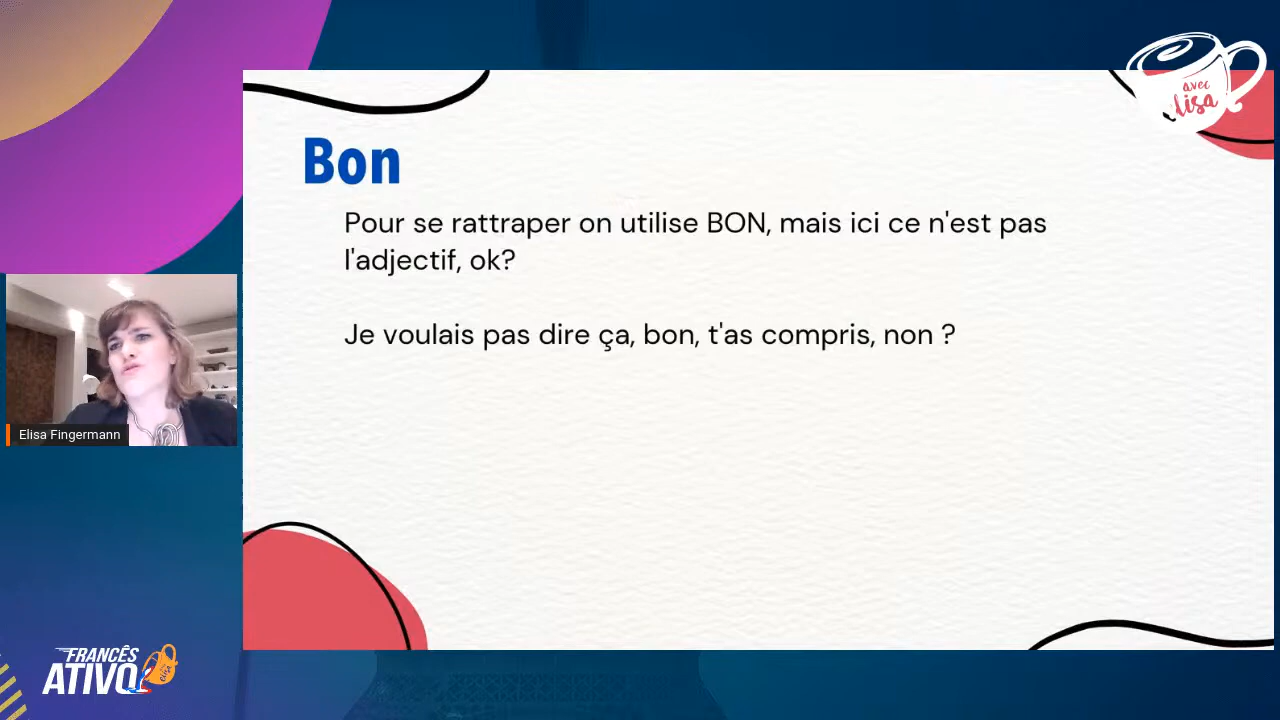 avec
elisa
Bon
Pour se rattraper on utilise BON, mais ici ce n'est pas
l'adjectif, ok?
Je voulais pas dire ça, bon, t'as compris, non ?
Elisa Fingermann
FRANCÊS
ATIVO